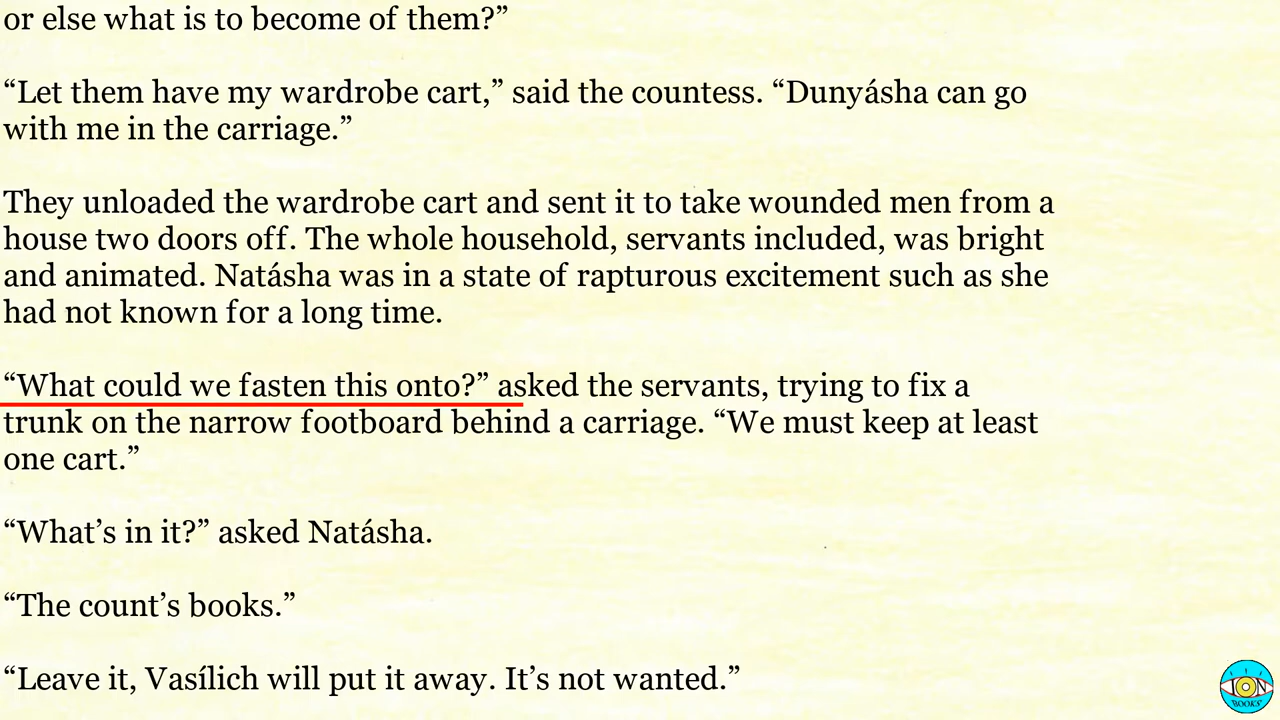 or else what is to become of them?”
“Let them have my wardrobe cart,” said the countess. “Dunyásha can go
with me in the carriage.”
They unloaded the wardrobe cart and sent it to take wounded men from a
house two doors off. The whole household, servants included, was bright
and animated. Natásha was in a state of rapturous excitement such as she
had not known for a long time.
“What could we fasten this onto?” asked the servants, trying to fix a
trunk on the narrow footboard behind a carriage. “We must keep at least
one cart.”
“What’s in it?” asked Natásha.
“The count’s books.”
“Leave it, Vasílich will put it away. It’s not wanted.”
ION
BOOKS